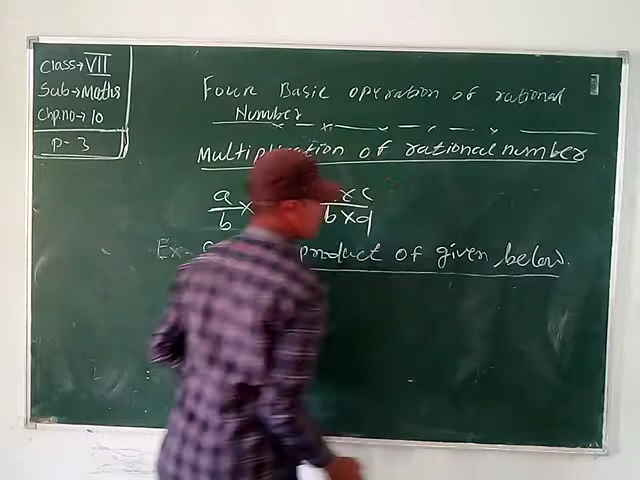 Class→ VII
Sub→ Maths
Chp.no→ 10
P- 3
Four Basic operation of rational
Number
Multiplication of rational number
a/b × × c / b × d
Ex- product of given below.